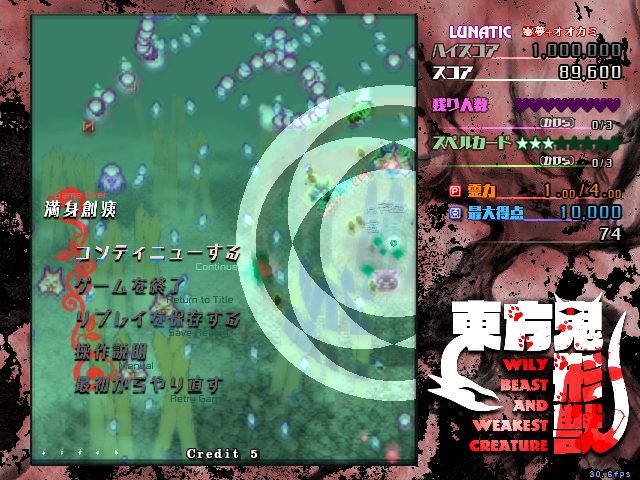 LUNATIC 霊夢+オオカミ
ハイスコア 1,000,000
スコア 89,600
残り人数
(かけら) 0/3
スペルカード ★★★★★★★★★
(かけら) 0/3
霊力 1.00/4.00
最大得点 10,000
74
Game Over
満身創痍
コンティニューする
Continue
ゲームを終了
Return to Title
リプレイを保存する
Save Replay
操作説明
Manual
最初からやり直す
Retry Game
Credit 5
東方鬼形獣
WILY
BEAST
AND
WEAKEST
CREATURE
30.6fps